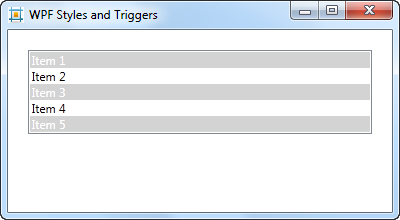 WPF Styles and Triggers
Item 1
Item 2
Item 3
Item 4
Item 5